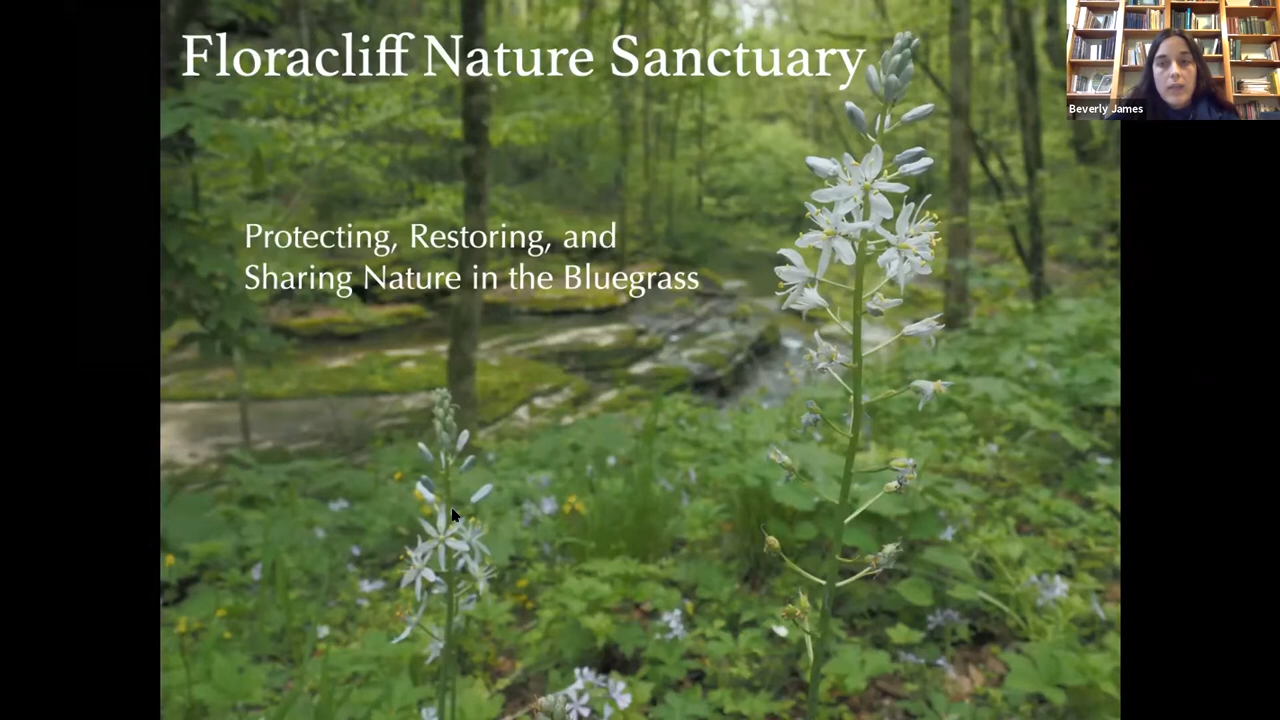 Floracliff Nature Sanctuary
Beverly James
Protecting, Restoring, and
Sharing Nature in the Bluegrass